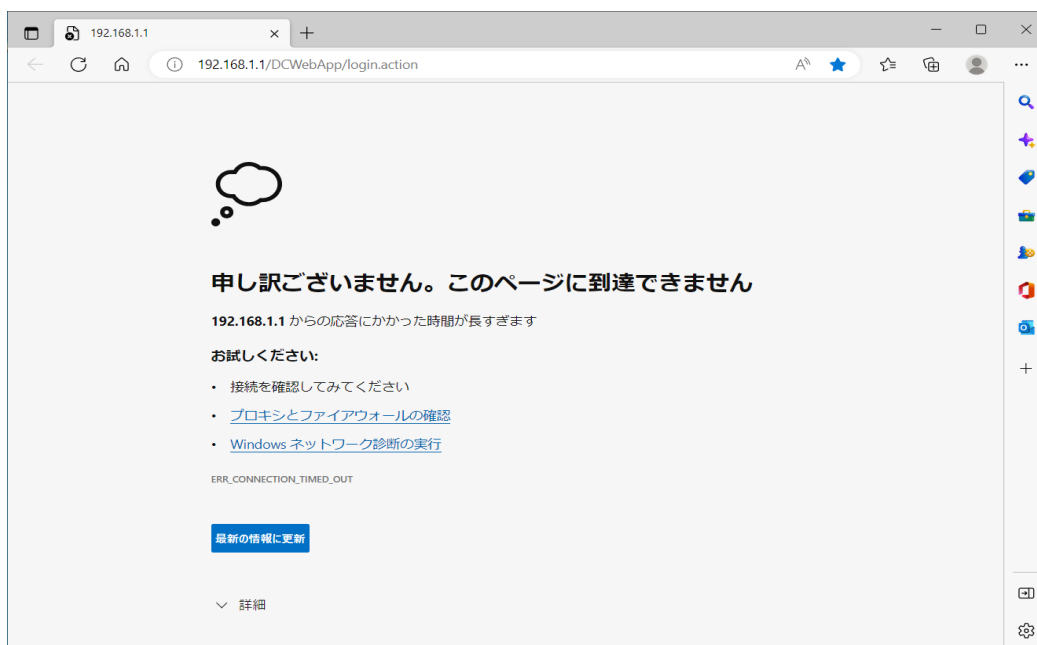 192.168.1.1
192.168.1.1/DCWebApp/login.action
申し訳ございません。このページに到達できません
192.168.1.1 からの応答にかかった時間が長すぎます
お試しください:
• 接続を確認してみてください
• プロキシとファイアウォールの確認
• Windows ネットワーク診断の実行
ERR_CONNECTION_TIMED_OUT
最新の情報に更新
詳細